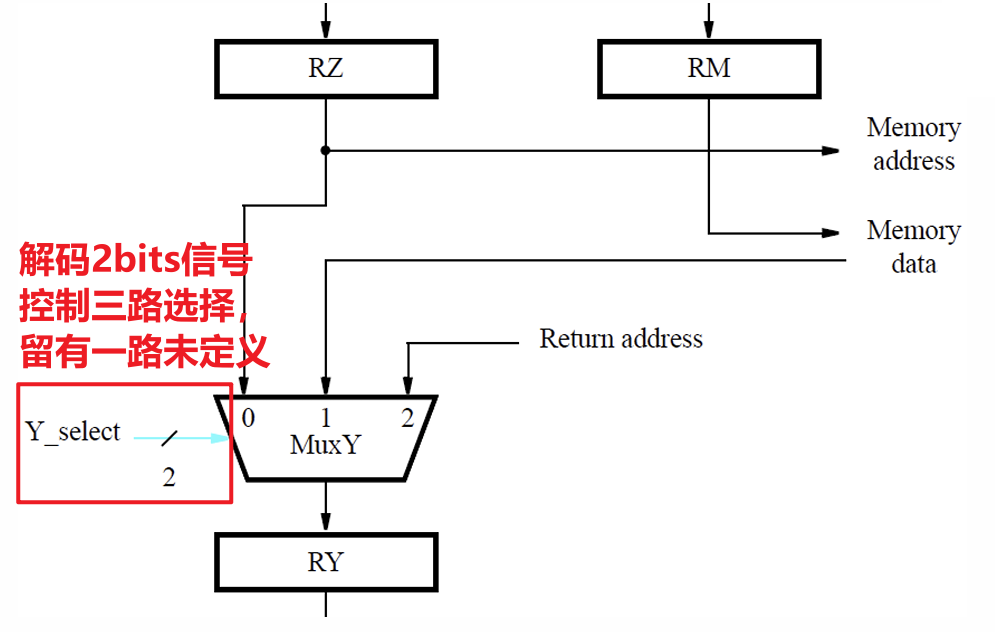 RZ
RM
Memory
address
解码2bits信号
控制三路选择,
留有一路未定义
Memory
data
Return address
Y_select
2
0 1 2
MuxY
RY